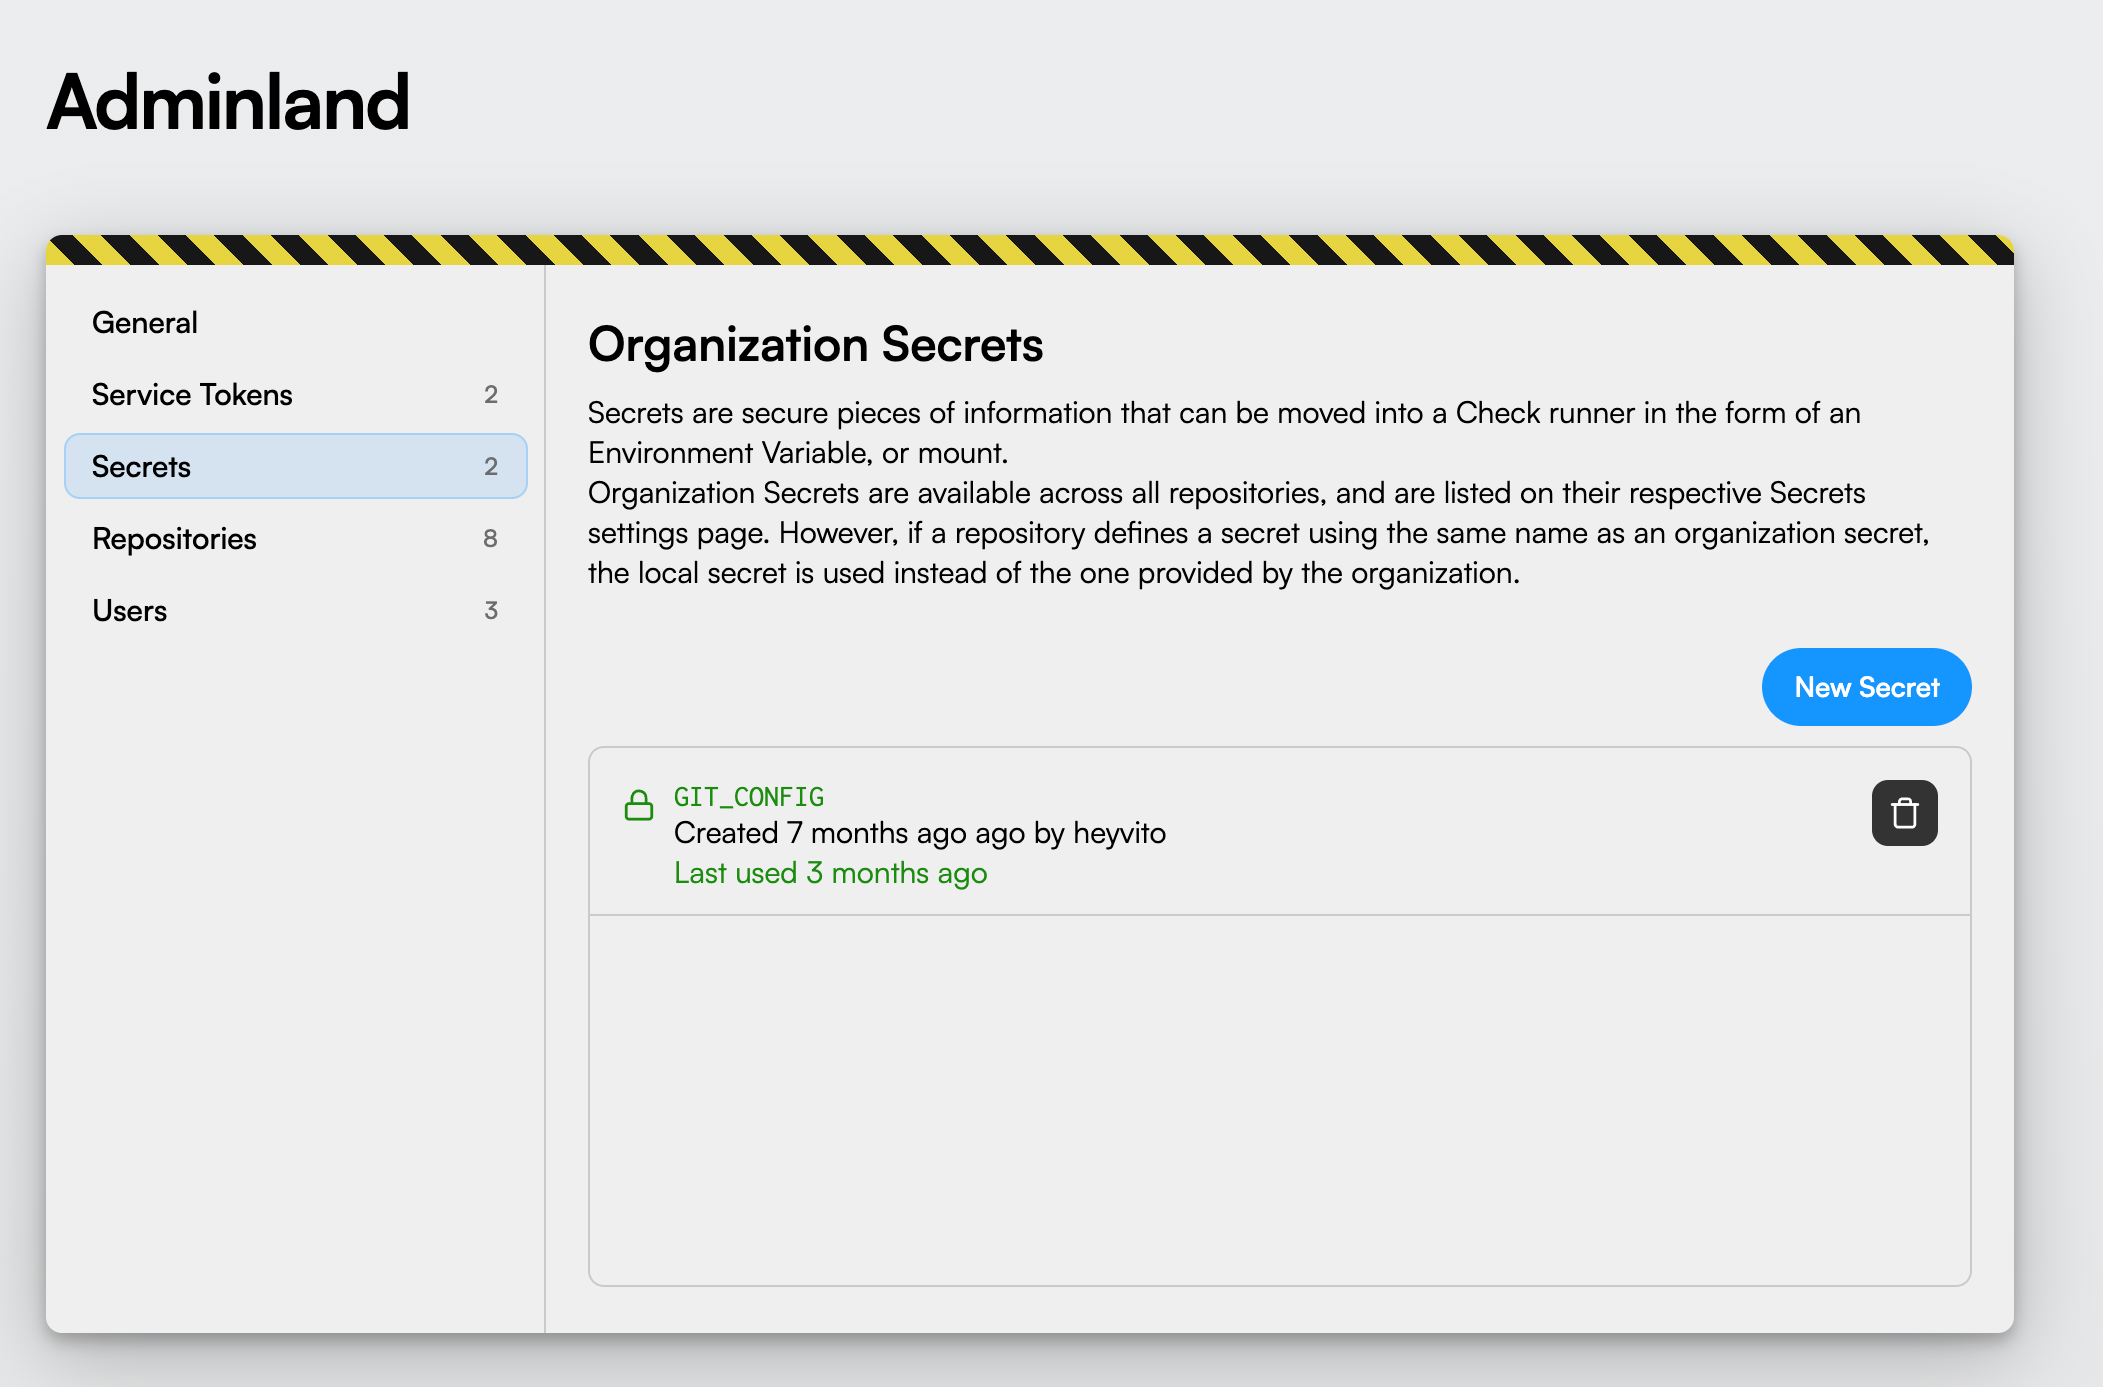 Adminland
General
Service Tokens 2
Secrets 2
Repositories 8
Users 3
Organization Secrets
Secrets are secure pieces of information that can be moved into a Check runner in the form of an
Environment Variable, or mount.
Organization Secrets are available across all repositories, and are listed on their respective Secrets
settings page. However, if a repository defines a secret using the same name as an organization secret,
the local secret is used instead of the one provided by the organization.
New Secret
GIT_CONFIG
Created 7 months ago ago by heyvito
Last used 3 months ago